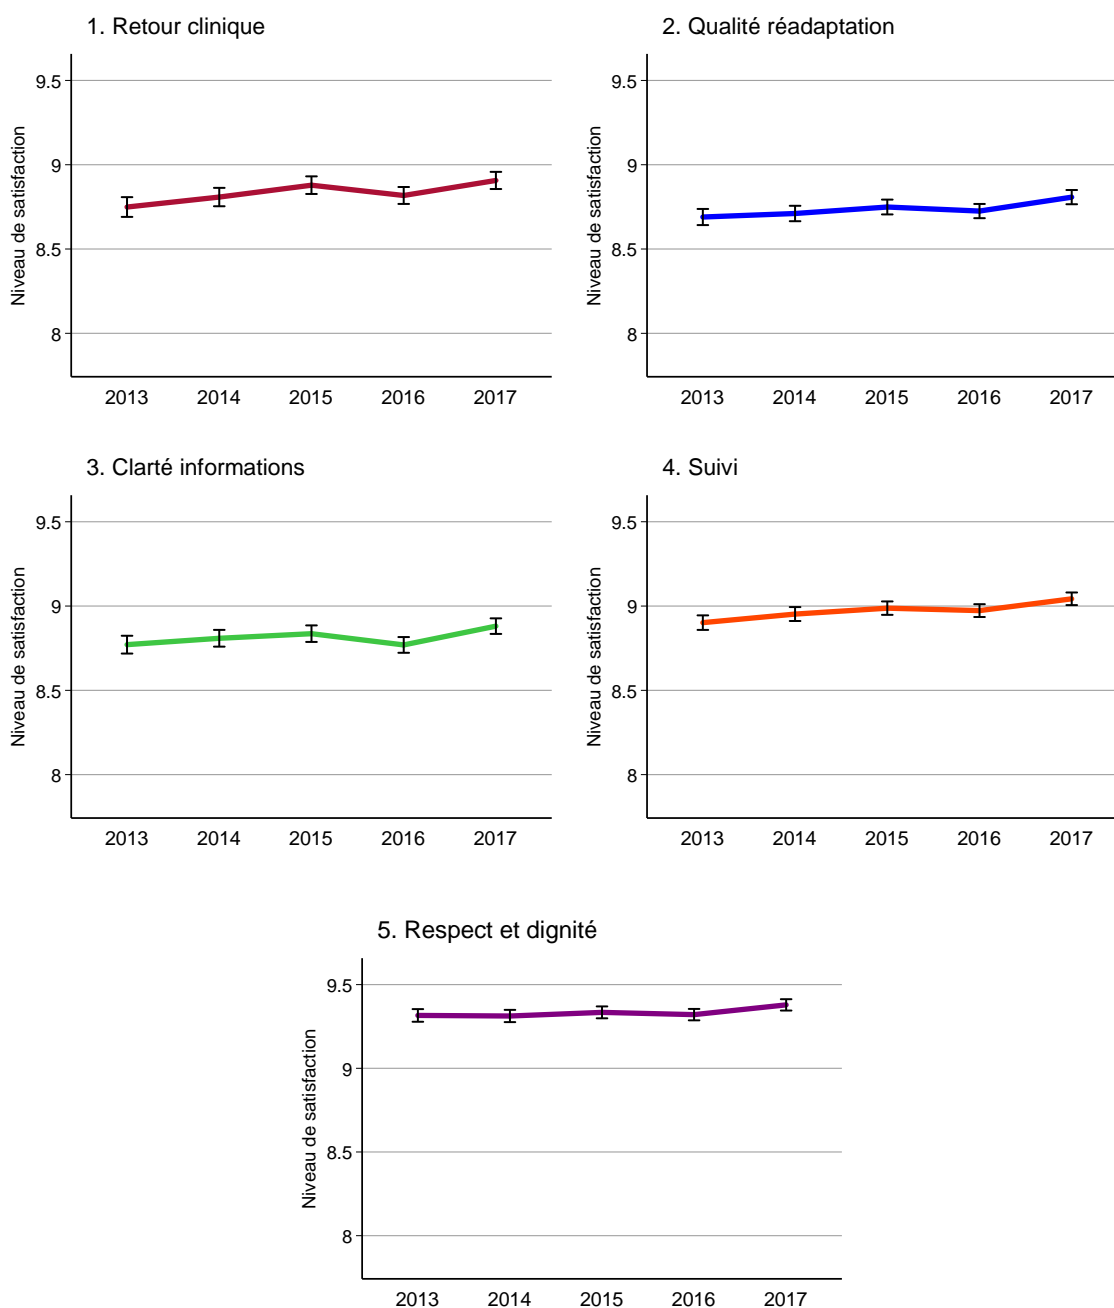 1. Retour clinique
Niveau de satisfaction
9.5
9
8.5
8
2013 2014 2015 2016 2017
2. Qualité réadaptation
Niveau de satisfaction
9.5
9
8.5
8
2013 2014 2015 2016 2017
3. Clarté informations
Niveau de satisfaction
9.5
9
8.5
8
2013 2014 2015 2016 2017
4. Suivi
Niveau de satisfaction
9.5
9
8.5
8
2013 2014 2015 2016 2017
5. Respect et dignité
Niveau de satisfaction
9.5
9
8.5
8
2013 2014 2015 2016 2017